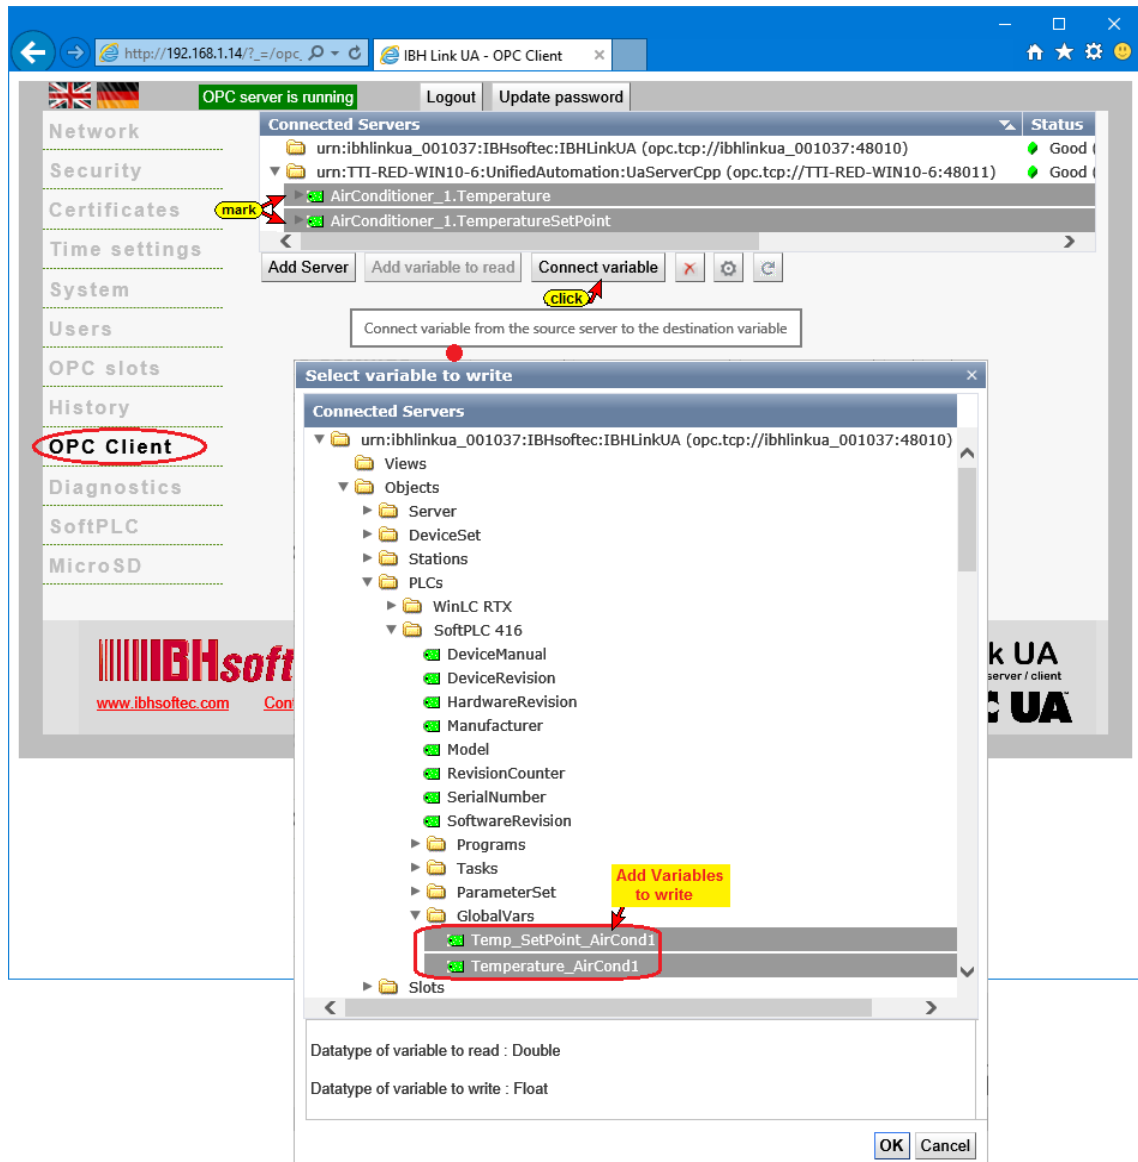 http://192.168.1.14/?_=/opc_
IBH Link UA - OPC Client
OPC server is running
Logout
Update password
Network
Security
Certificates
Time settings
System
Users
OPC slots
History
OPC Client
Diagnostics
SoftPLC
MicroSD
Connected Servers
Status
urn:ibhlinkua_001037:IBHsoftec:IBHLinkUA (opc.tcp://ibhlinkua_001037:48010)
Good (
urn:TTI-RED-WIN10-6:UnifiedAutomation:UaServerCpp (opc.tcp://TTI-RED-WIN10-6:48011)
Good (
mark
AirConditioner_1.Temperature
AirConditioner_1.TemperatureSetPoint
Add Server
Add variable to read
Connect variable
click
Connect variable from the source server to the destination variable
Select variable to write
Connected Servers
urn:ibhlinkua_001037:IBHsoftec:IBHLinkUA (opc.tcp://ibhlinkua_001037:48010)
Views
Objects
Server
DeviceSet
Stations
PLCs
WinLC RTX
SoftPLC 416
DeviceManual
DeviceRevision
HardwareRevision
Manufacturer
Model
RevisionCounter
SerialNumber
SoftwareRevision
Programs
Tasks
ParameterSet
GlobalVars
Add Variables
to write
Temp_SetPoint_AirCond1
Temperature_AirCond1
Slots
Datatype of variable to read : Double
Datatype of variable to write : Float
OK
Cancel
IBHsoft
www.ibhsoftec.com
Con
k UA
server / client
UA